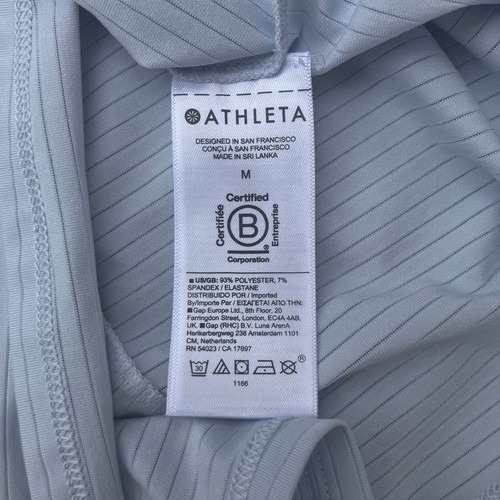 ATHLETA
DESIGNED IN SAN FRANCISCO
CONÇU À SAN FRANCISCO
MADE IN SRI LANKA
M
Certified
Certifiée
B
Entreprise
Corporation
US/GB: 93% POLYESTER, 7%
SPANDEX / ELASTANE
DISTRIBUIDO POR / Imported
By/Importe Par / ΕΙΣΑΓΕΤΑΙ ΑΠΟ ΤΗΝ:
Gap Europe Ltd., 8th Floor, 20
Farringdon Street, London, EC4A 4AB,
UK, Gap (RHC) B.V. Luna ArenA
Herikerbergweg 238 Amsterdam 1101
CM, Netherlands
RN 54023 / CA 17897
30
1166